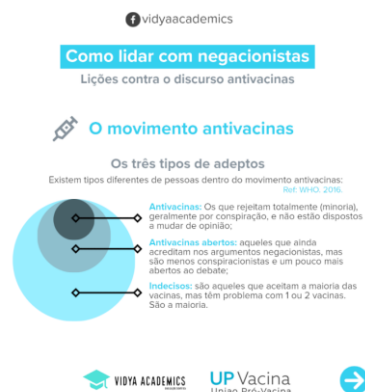 vidyaacademics
Como lidar com negacionistas
Lições contra o discurso antivacinas
O movimento antivacinas
Os três tipos de adeptos
Existem tipos diferentes de pessoas dentro do movimento antivacinas:
Ref: WHO. 2016.
Antivacinas: Os que rejeitam totalmente (minoria),
geralmente por conspiração, e não estão dispostos
a mudar de opinião;
Antivacinas abertos: aqueles que ainda
acreditam nos argumentos negacionistas, mas
são menos conspiracionistas e um pouco mais
abertos ao debate;
Indecisos: são aqueles que aceitam a maioria das
vacinas, mas têm problema com 1 ou 2 vacinas.
São a maioria.
VIDYA ACADEMICS
UPVacina
União Pró-Vacina